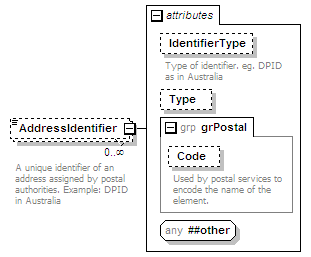 attributes
IdentifierType
Type of identifier. eg. DPID
as in Australia
Type
AddressIdentifier
0..∞
A unique identifier of an
address assigned by postal
authorities. Example: DPID
in Australia
grp grPostal
Code
Used by postal services to
encode the name of the
element.
any ##other